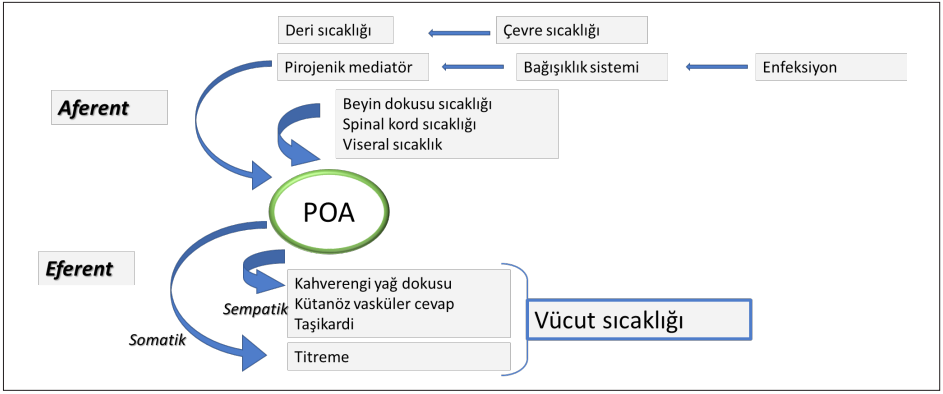 Deri sıcaklığı
Çevre sıcaklığı
Pirojenik mediatör
Bağışıklık sistemi
Enfeksiyon
Aferent
Beyin dokusu sıcaklığı
Spinal kord sıcaklığı
Viseral sıcaklık
POA
Eferent
Kahverengi yağ dokusu
Kütanöz vasküler cevap
Taşikardi
Sempatik
Somatik
Titreme
Vücut sıcaklığı